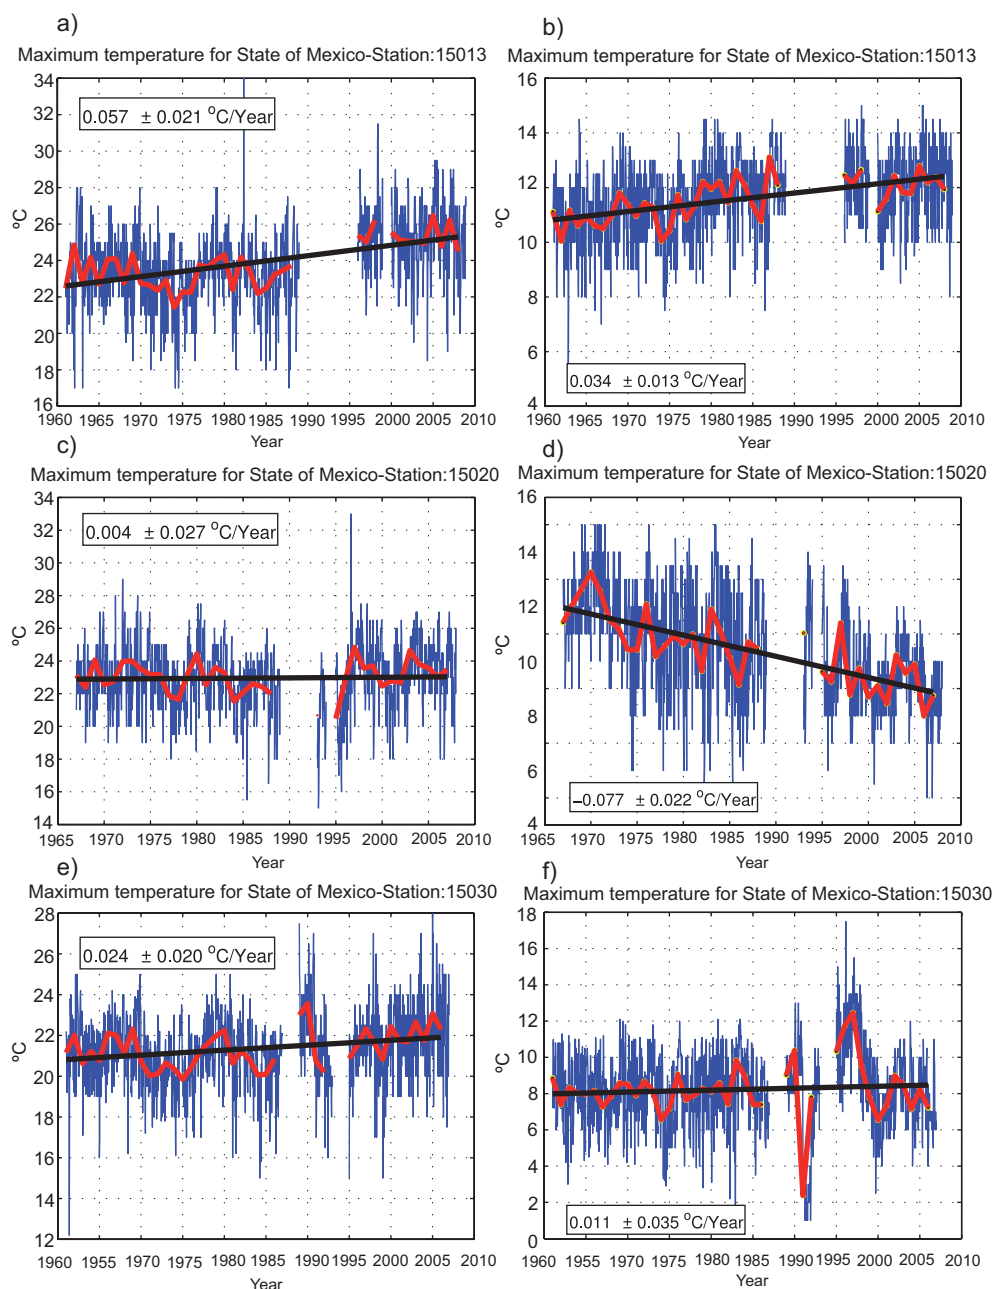 a)
Maximum temperature for State of Mexico-Station:15013
0.057 ± 0.021 °C/Year
34
32
30
28
26
24
22
20
18
16
ºC
1960 1965 1970 1975 1980 1985 1990 1995 2000 2005 2010
Year
b)
Maximum temperature for State of Mexico-Station:15013
16
14
12
10
8
6
4
ºC
0.034 ± 0.013 °C/Year
1960 1965 1970 1975 1980 1985 1990 1995 2000 2005 2010
Year
c)
Maximum temperature for State of Mexico-Station:15020
0.004 ± 0.027 °C/Year
34
32
30
28
26
24
22
20
18
16
14
ºC
1965 1970 1975 1980 1985 1990 1995 2000 2005 2010
Year
d)
Maximum temperature for State of Mexico-Station:15020
16
14
12
10
8
6
4
ºC
−0.077 ± 0.022 °C/Year
1965 1970 1975 1981 1985 1990 1995 2000 2005 2010
Year
e)
Maximum temperature for State of Mexico-Station:15030
0.024 ± 0.020 °C/Year
28
26
24
22
20
18
16
14
12
ºC
1960 1955 1970 1975 1980 1985 1990 1995 2000 2005 2010
Year
f)
Maximum temperature for State of Mexico-Station:15030
18
16
14
12
10
8
6
4
2
0
ºC
0.011 ± 0.035 °C/Year
1960 1965 1970 1975 1981 1985 1990 1995 2000 2005 2010
Year